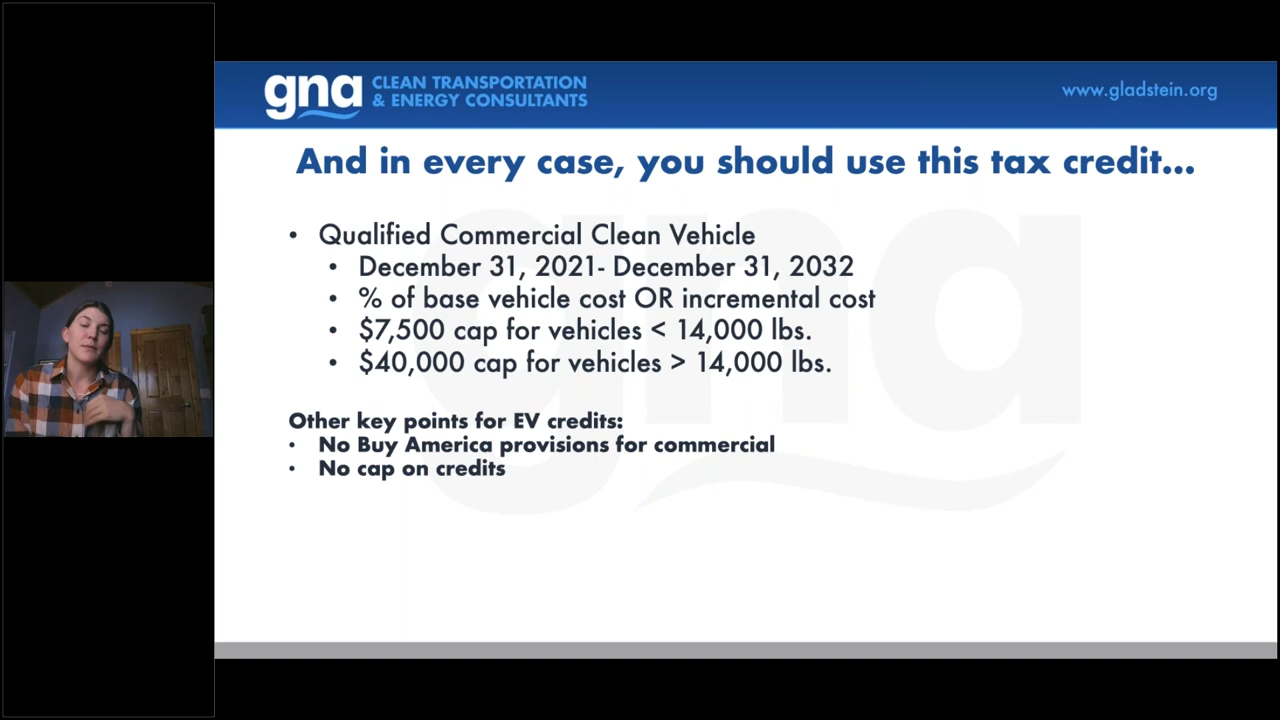 gna CLEAN TRANSPORTATION
& ENERGY CONSULTANTS
www.gladstein.org
And in every case, you should use this tax credit...
• Qualified Commercial Clean Vehicle
• December 31, 2021- December 31, 2032
• % of base vehicle cost OR incremental cost
• $7,500 cap for vehicles < 14,000 lbs.
• $40,000 cap for vehicles > 14,000 lbs.
Other key points for EV credits:
• No Buy America provisions for commercial
• No cap on credits
gna